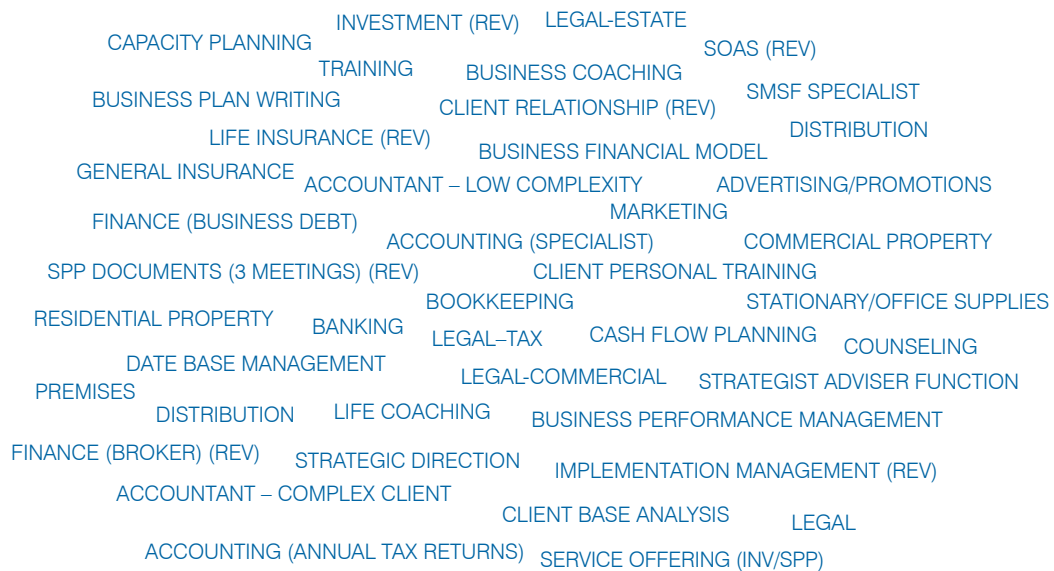 INVESTMENT (REV)
LEGAL-ESTATE
CAPACITY PLANNING
SOAS (REV)
TRAINING
BUSINESS COACHING
BUSINESS PLAN WRITING
CLIENT RELATIONSHIP (REV)
SMSF SPECIALIST
LIFE INSURANCE (REV)
DISTRIBUTION
BUSINESS FINANCIAL MODEL
GENERAL INSURANCE
ACCOUNTANT – LOW COMPLEXITY
ADVERTISING/PROMOTIONS
FINANCE (BUSINESS DEBT)
MARKETING
ACCOUNTING (SPECIALIST)
COMMERCIAL PROPERTY
SPP DOCUMENTS (3 MEETINGS) (REV)
CLIENT PERSONAL TRAINING
BOOKKEEPING
STATIONARY/OFFICE SUPPLIES
RESIDENTIAL PROPERTY
BANKING
LEGAL–TAX
CASH FLOW PLANNING
COUNSELING
DATE BASE MANAGEMENT
LEGAL-COMMERCIAL
STRATEGIST ADVISER FUNCTION
PREMISES
DISTRIBUTION
LIFE COACHING
BUSINESS PERFORMANCE MANAGEMENT
FINANCE (BROKER) (REV)
STRATEGIC DIRECTION
IMPLEMENTATION MANAGEMENT (REV)
ACCOUNTANT – COMPLEX CLIENT
CLIENT BASE ANALYSIS
LEGAL
ACCOUNTING (ANNUAL TAX RETURNS)
SERVICE OFFERING (INV/SPP)